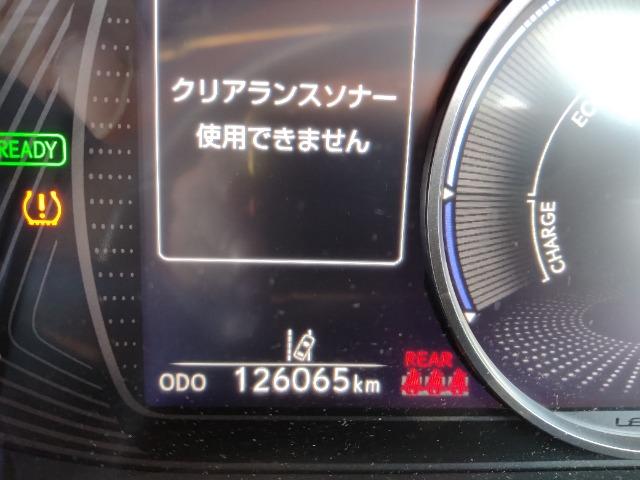 クリアランスソナー
使用できません
READY
CHARGE
REAR
ODO 126065km